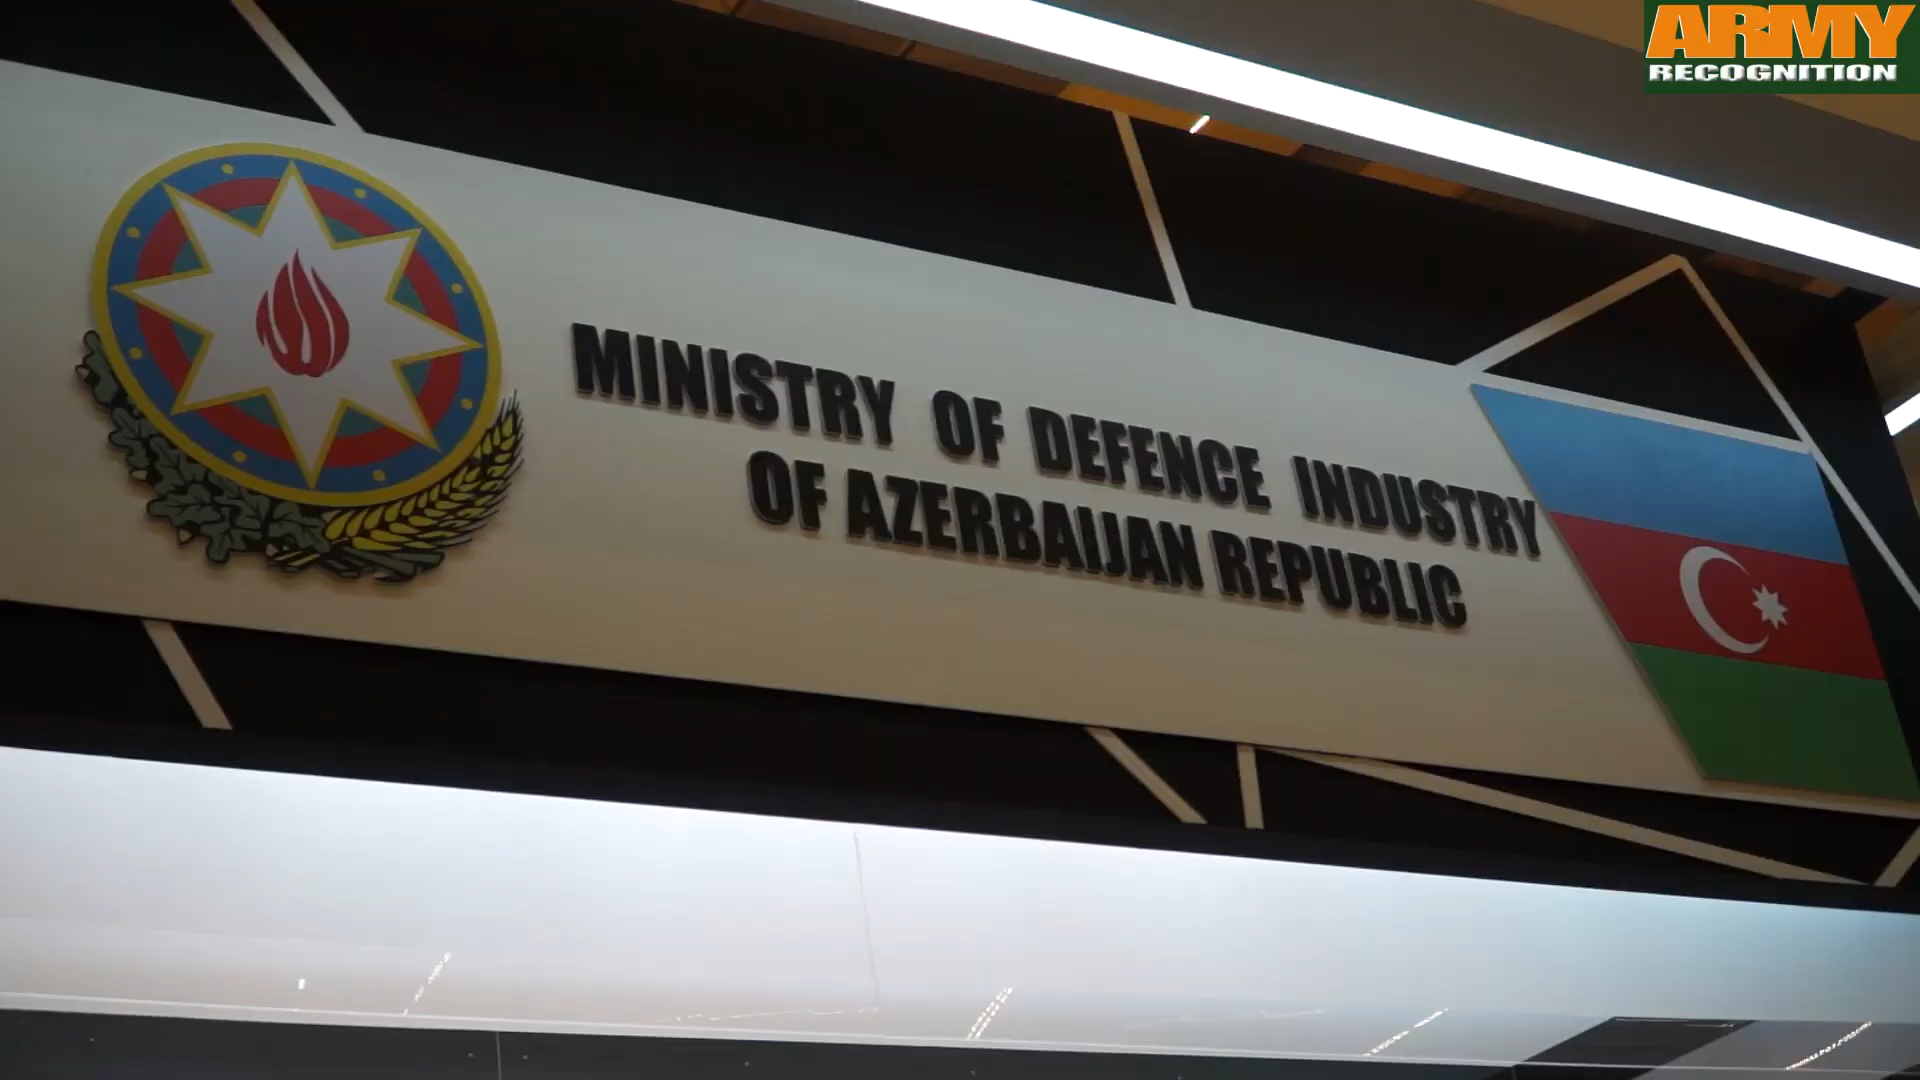 ARMY
RECOGNITION
MINISTRY OF DEFENCE INDUSTRY
OF AZERBAIJAN REPUBLIC